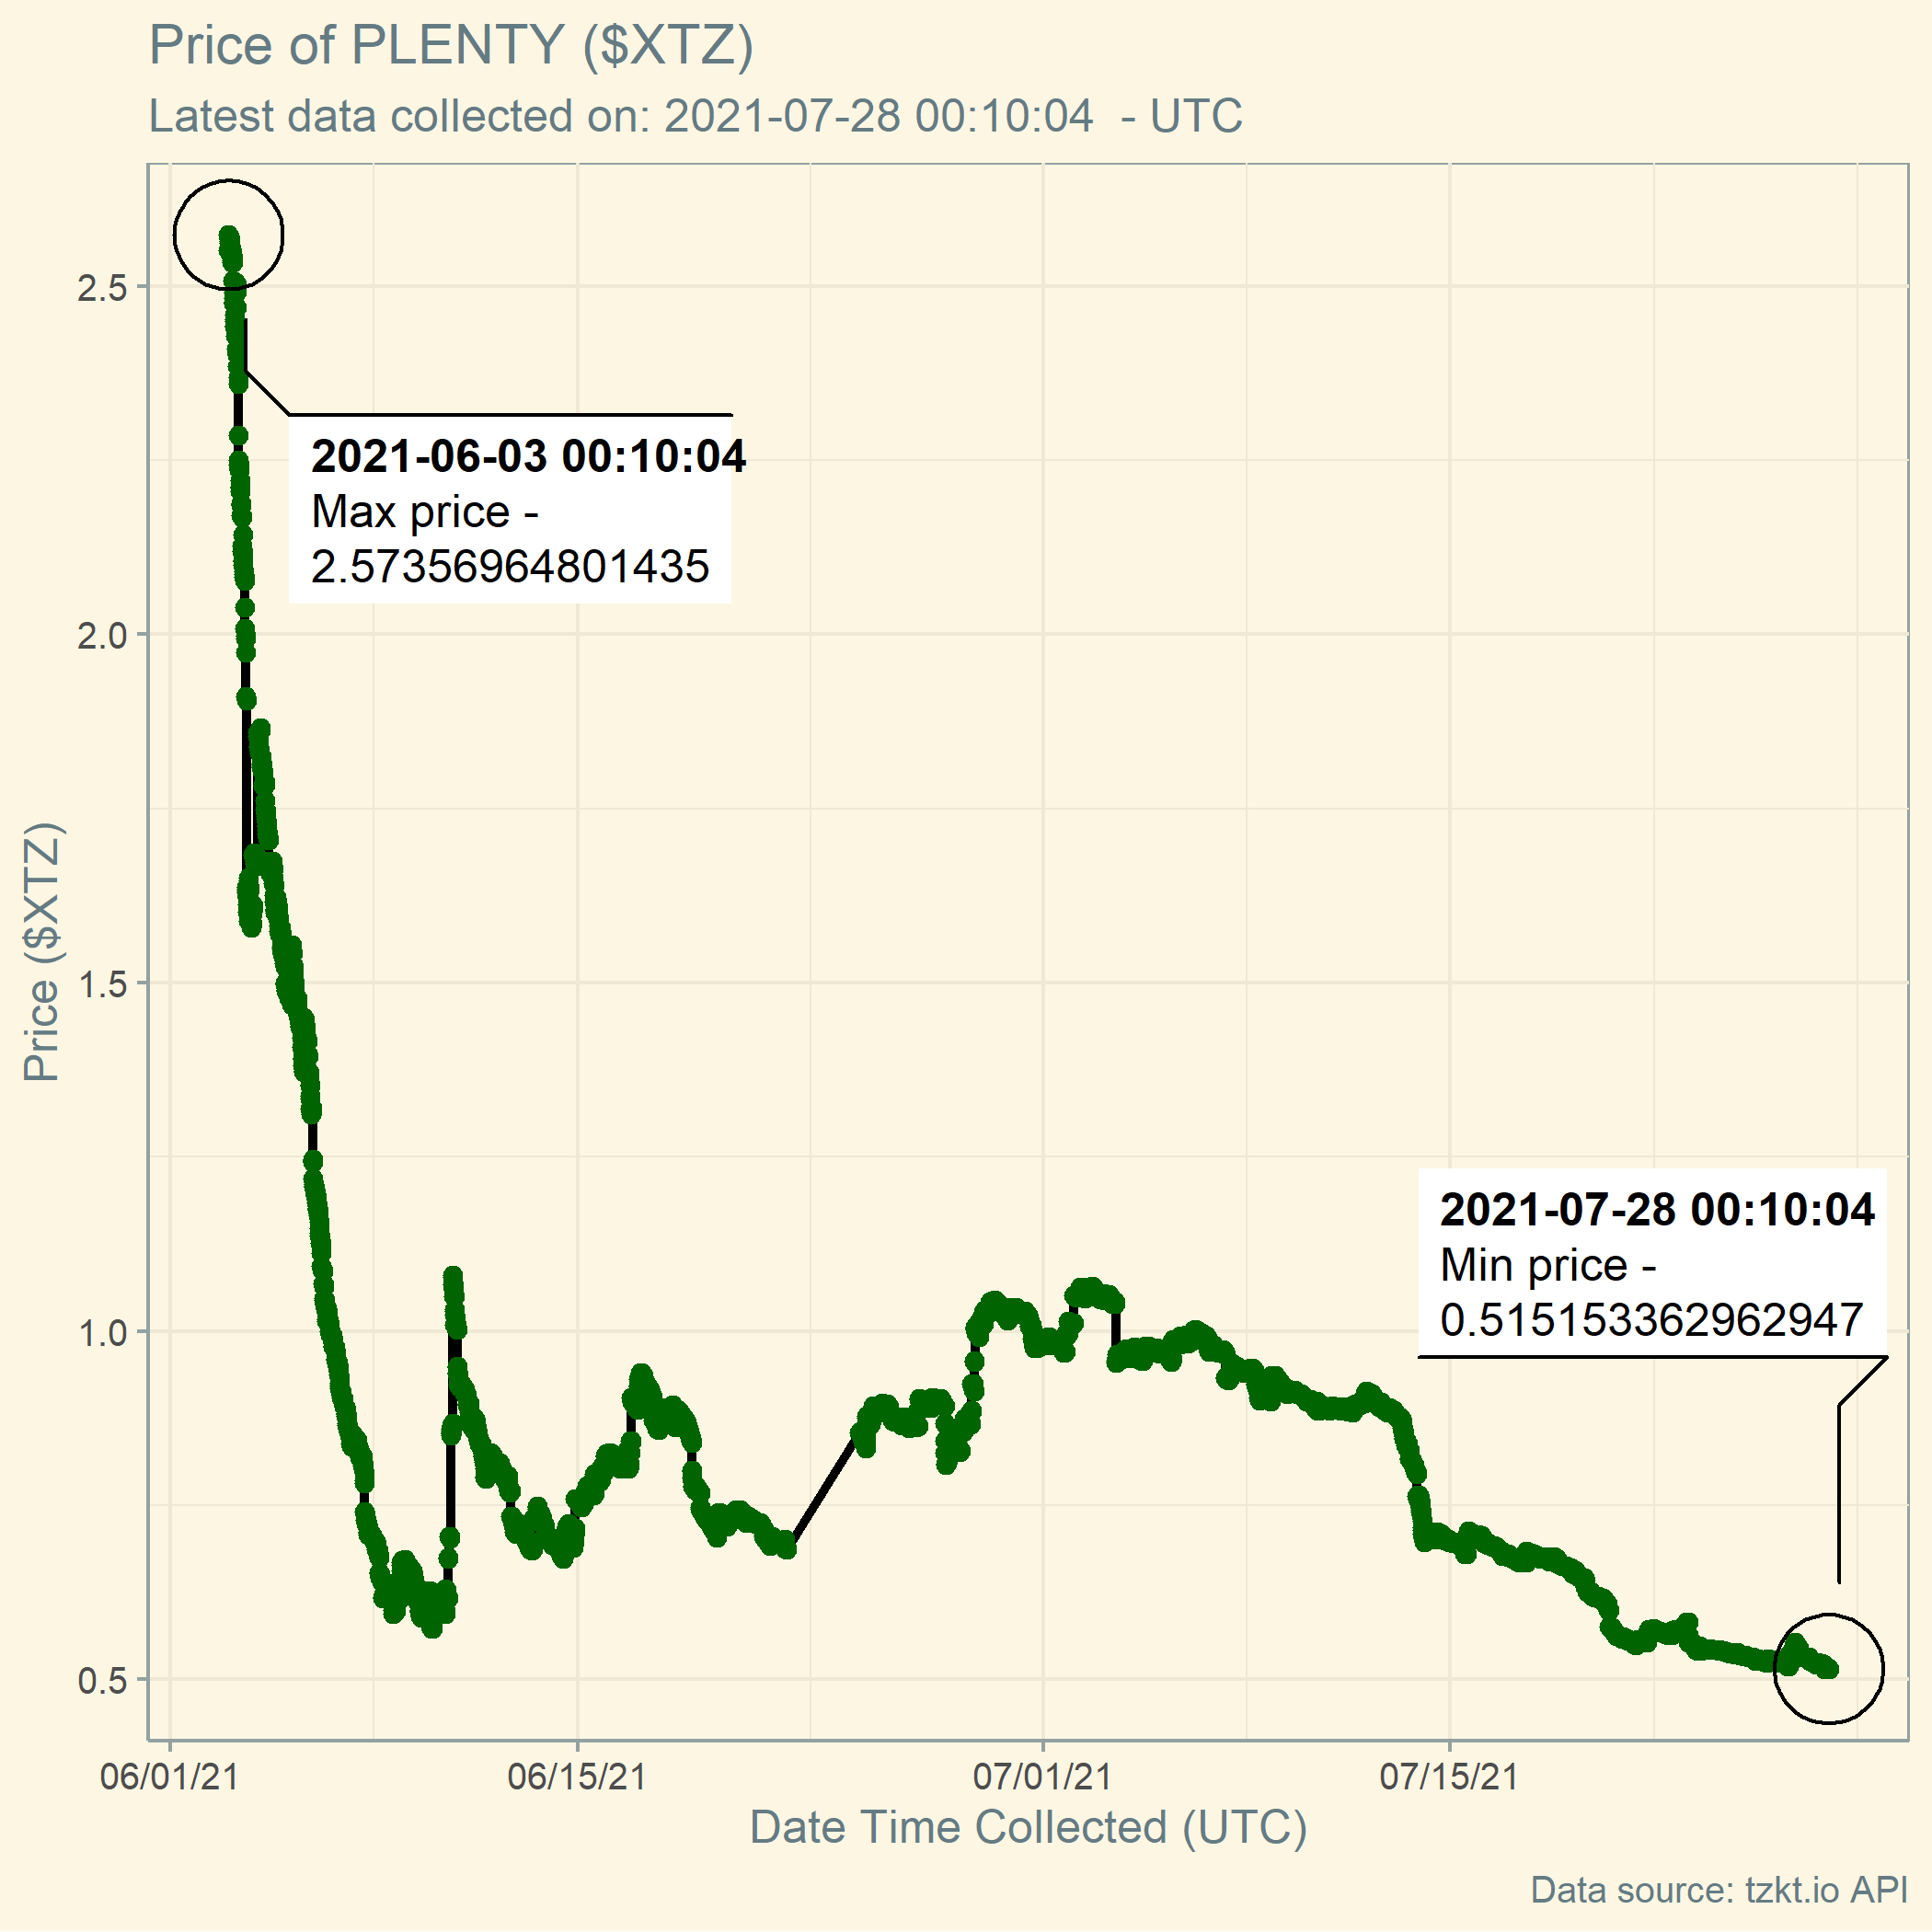 Price of PLENTY ($XTZ)
Latest data collected on: 2021-07-28 00:10:04  - UTC
Price ($XTZ)
2.5
2.0
1.5
1.0
0.5
2021-06-03 00:10:04
Max price -
2.57356964801435
2021-07-28 00:10:04
Min price -
0.515153362962947
06/01/21
06/15/21
07/01/21
07/15/21
Date Time Collected (UTC)
Data source: tzkt.io API